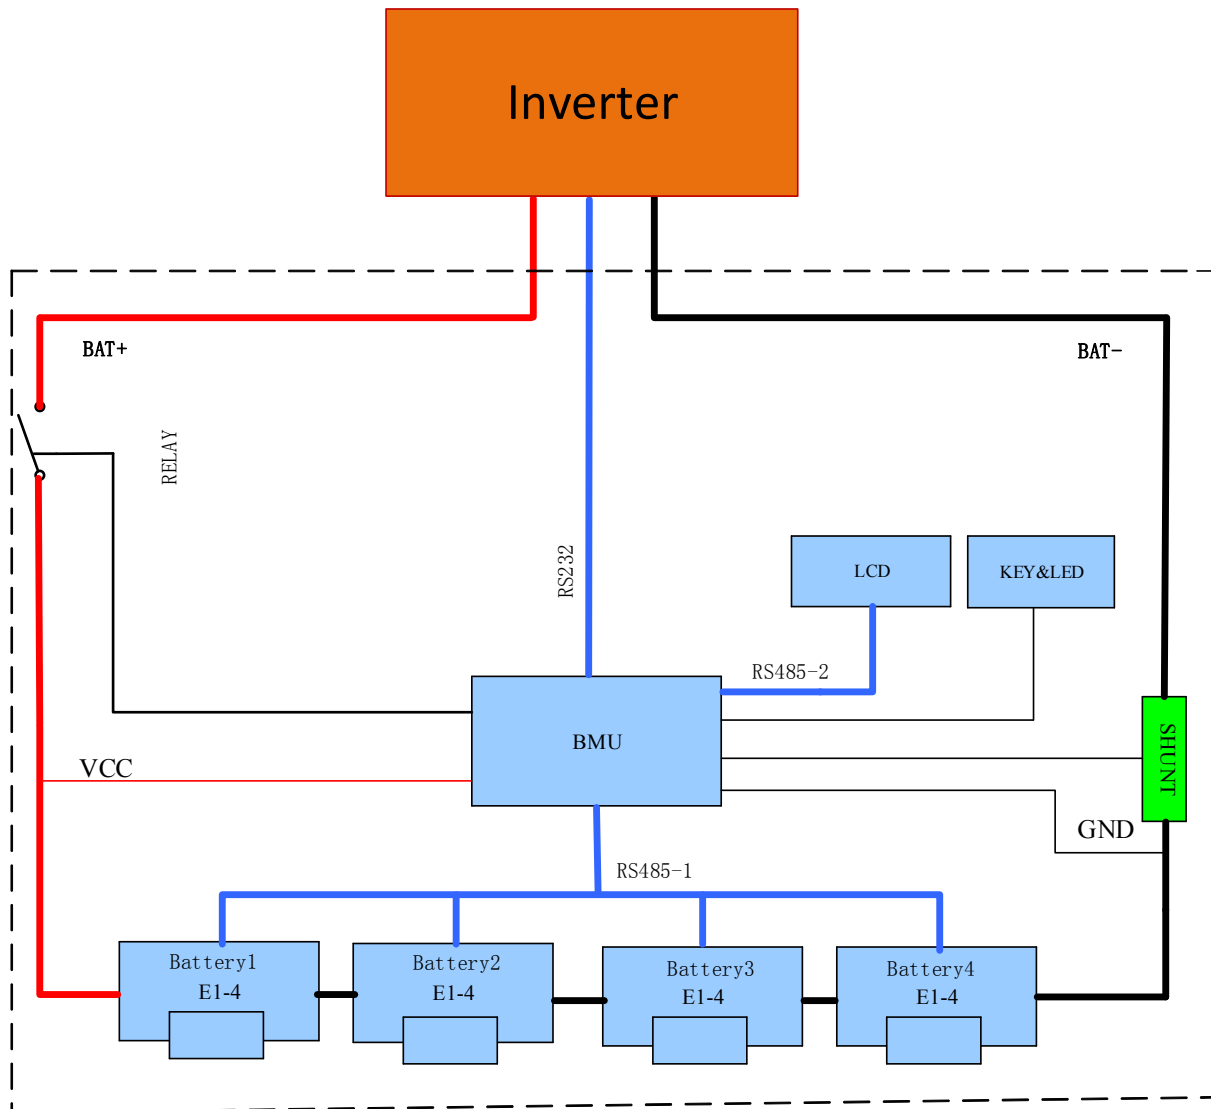 Inverter
BAT+
BAT-
RELAY
RS232
LCD
KEY&LED
RS485-2
BMU
SHUNT
VCC
GND
RS485-1
Battery1
E1-4
Battery2
E1-4
Battery3
E1-4
Battery4
E1-4